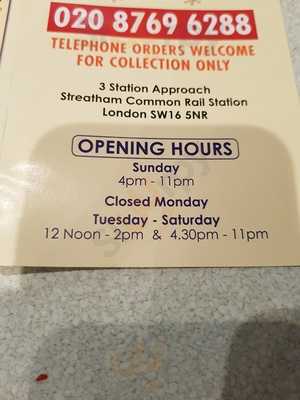 020 8769 6288
TELEPHONE ORDERS WELCOME
FOR COLLECTION ONLY
3 Station Approach
Streatham Common Rail Station
London SW16 5NR
OPENING HOURS
Sunday
4pm - 11pm
Closed Monday
Tuesday - Saturday
12 Noon - 2pm & 4.30pm - 11pm